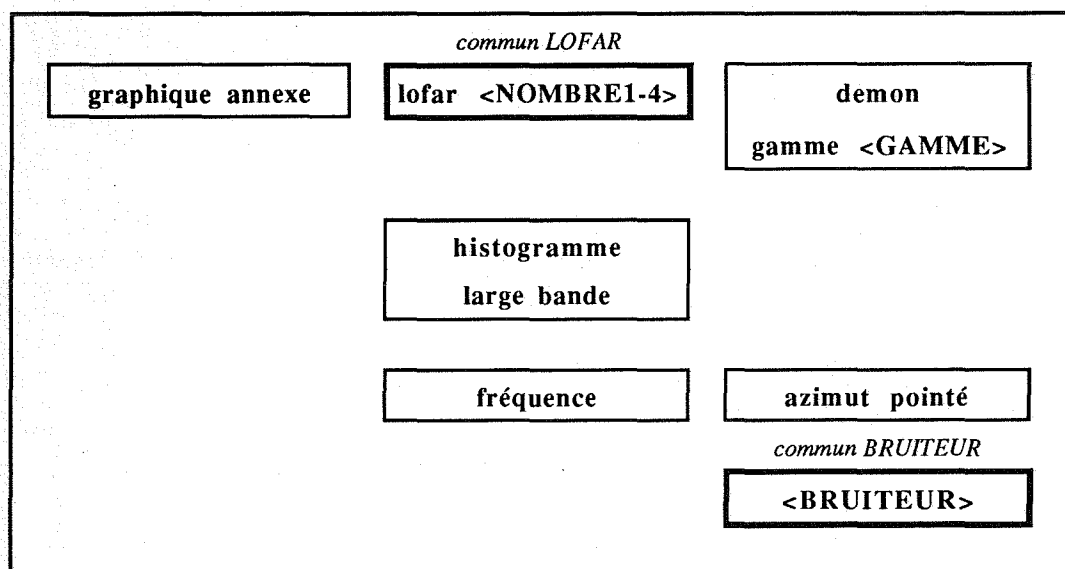 commun LOFAR
graphique annexe
lofar <NOMBRE1-4>
demon
gamme <GAMME>
histogramme
large bande
fréquence
azimut pointé
commun BRUITEUR
<BRUITEUR>